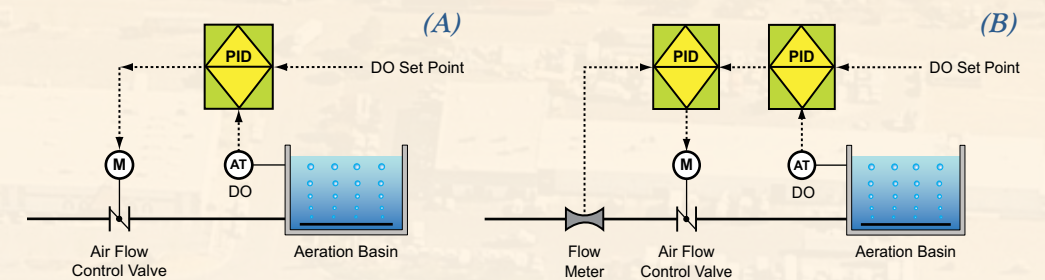 (A)
PID
DO Set Point
M
AT
DO
Air Flow
Control Valve
Aeration Basin
(B)
PID
PID
DO Set Point
M
AT
DO
Flow
Meter
Air Flow
Control Valve
Aeration Basin